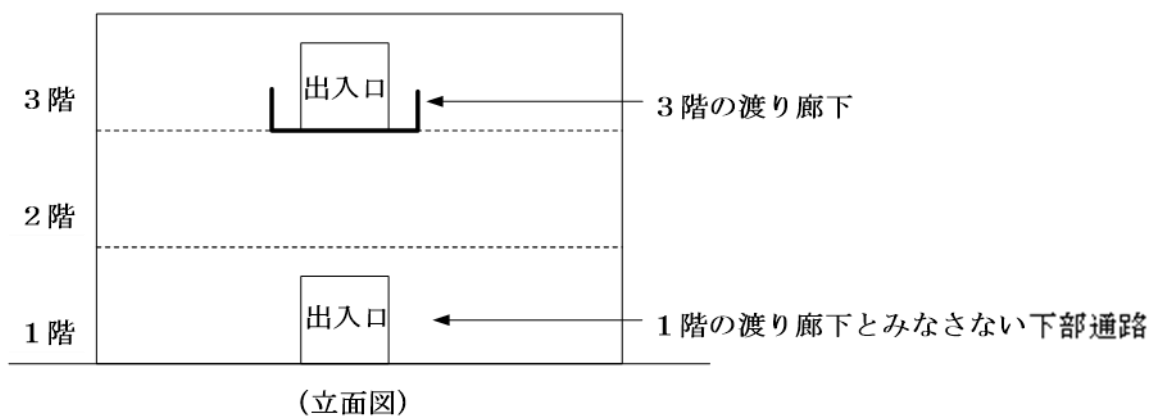 3階
出入口
3階の渡り廊下
2階
1階
出入口
1階の渡り廊下とみなさない下部通路
(立面図)